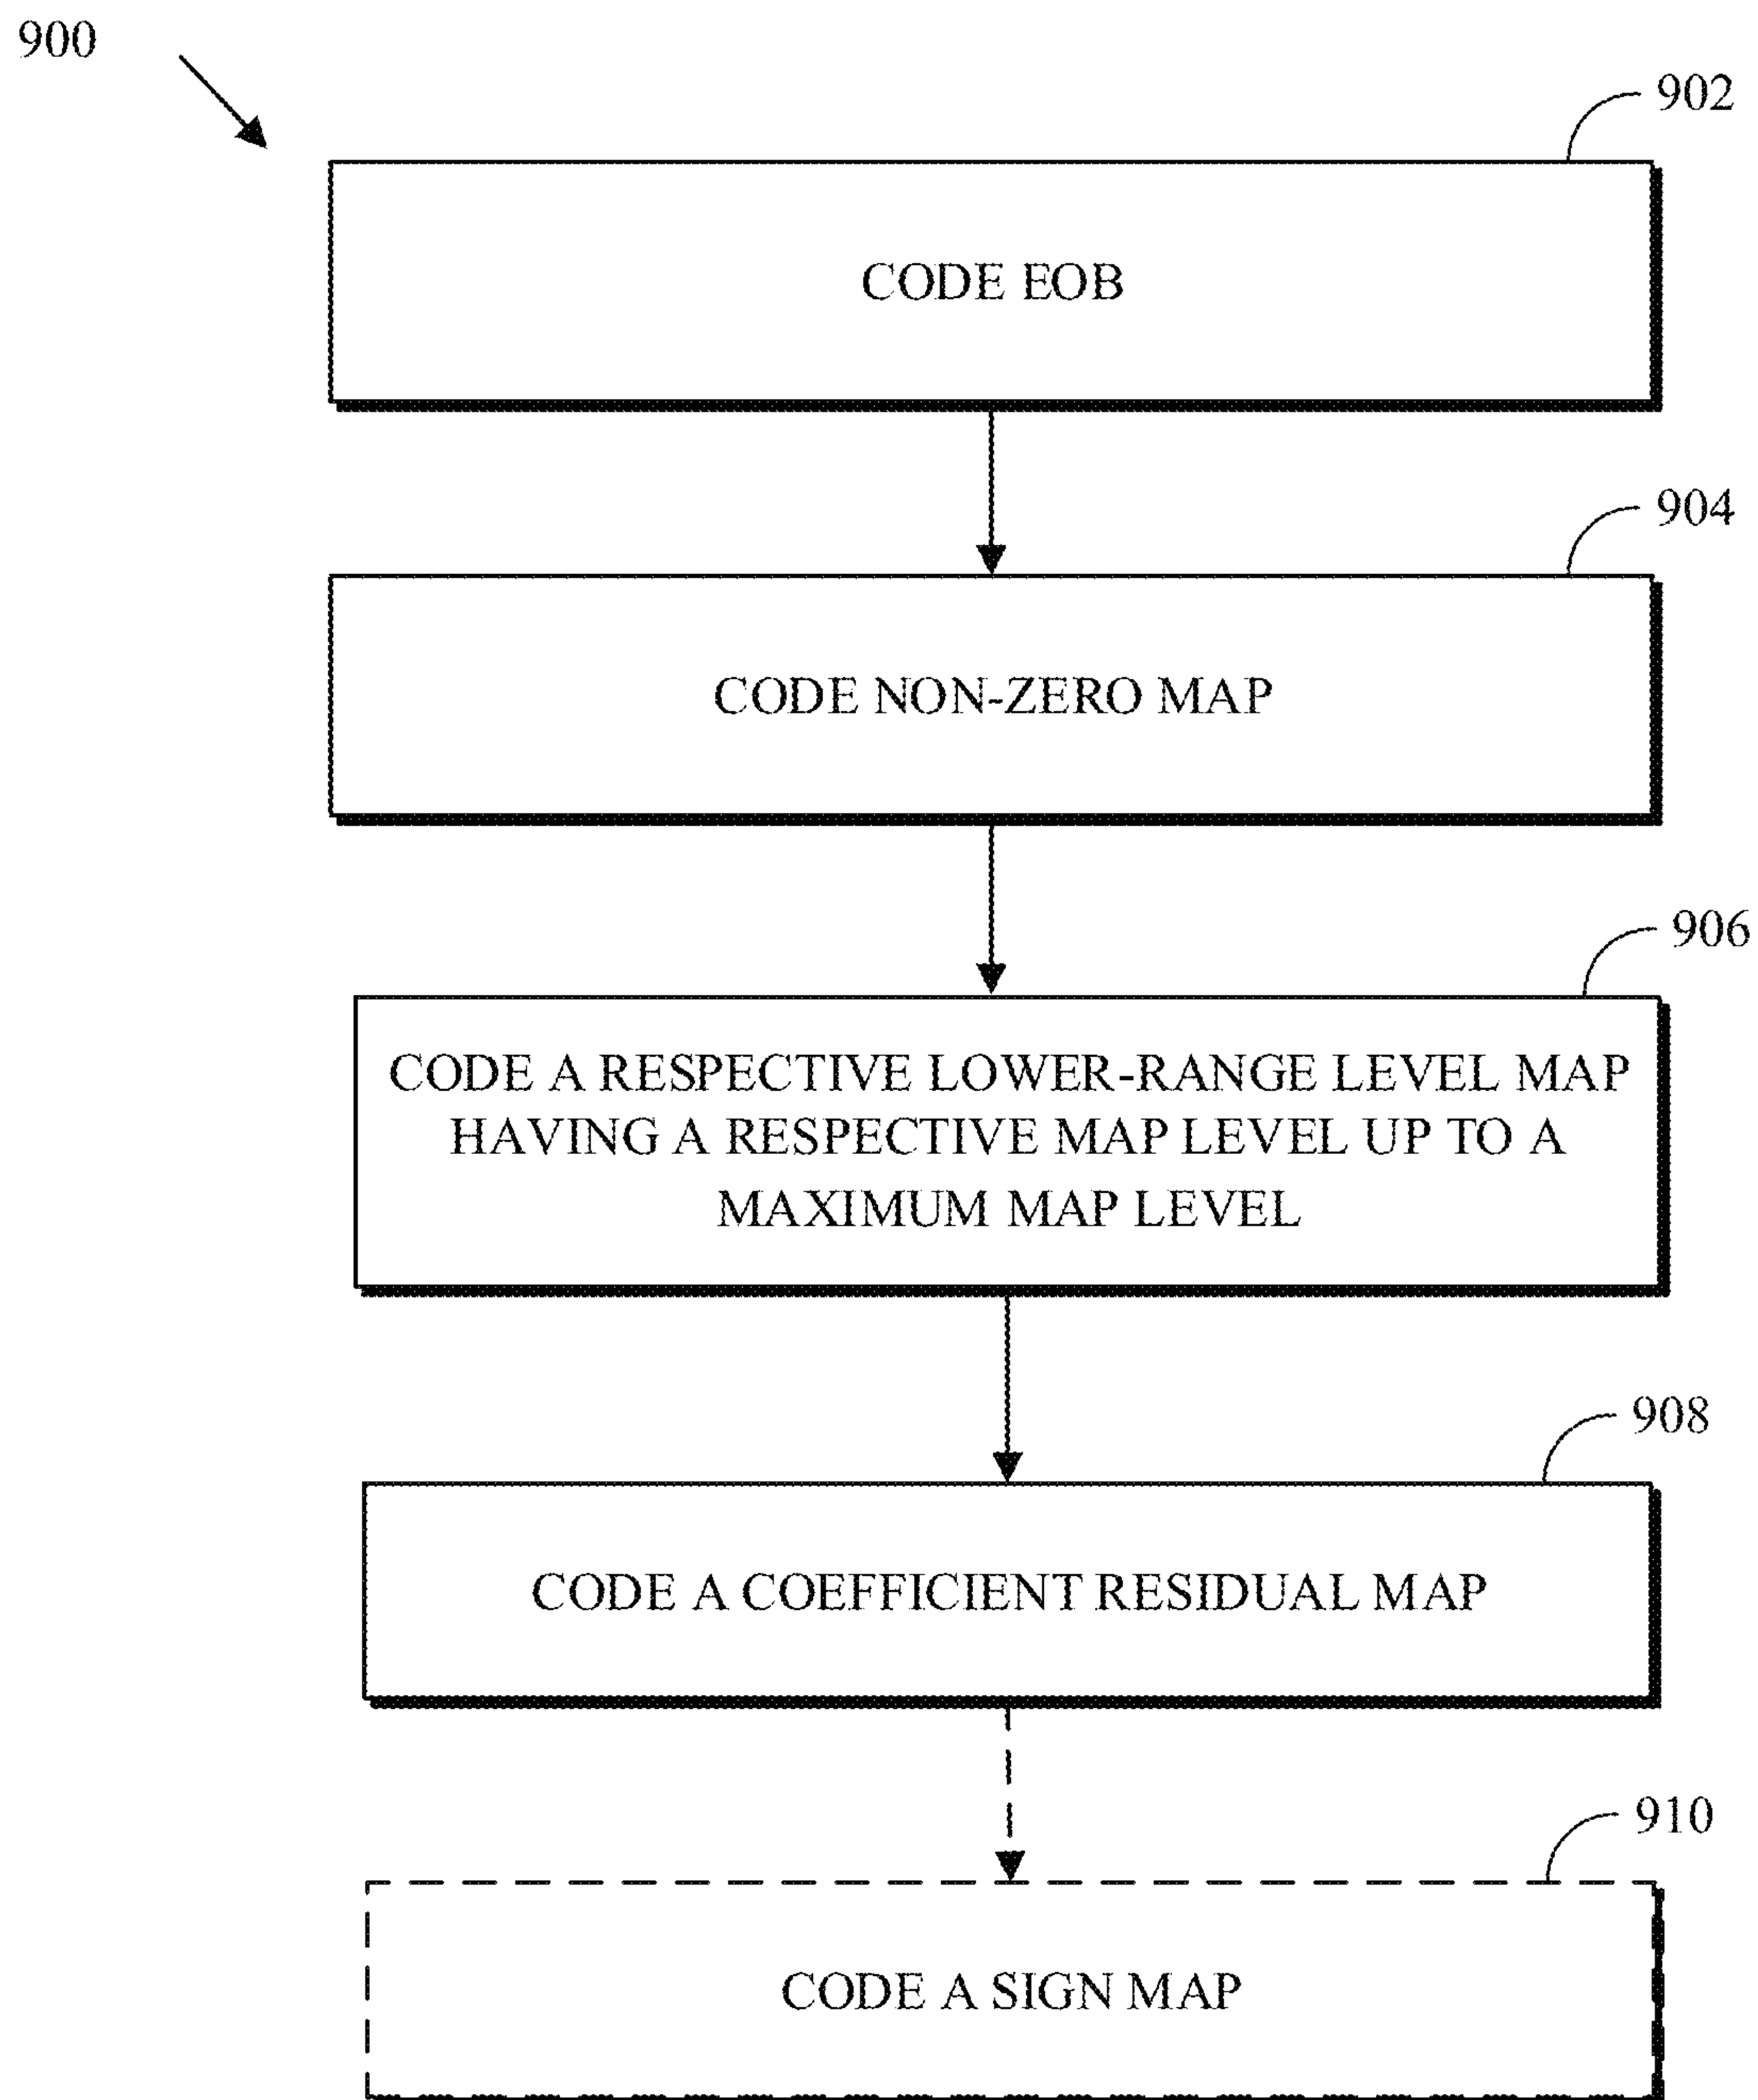 900
902
CODE EOB
904
CODE NON-ZERO MAP
906
CODE A RESPECTIVE LOWER-RANGE LEVEL MAP
HAVING A RESPECTIVE MAP LEVEL UP TO A
MAXIMUM MAP LEVEL
908
CODE A COEFFICIENT RESIDUAL MAP
910
CODE A SIGN MAP